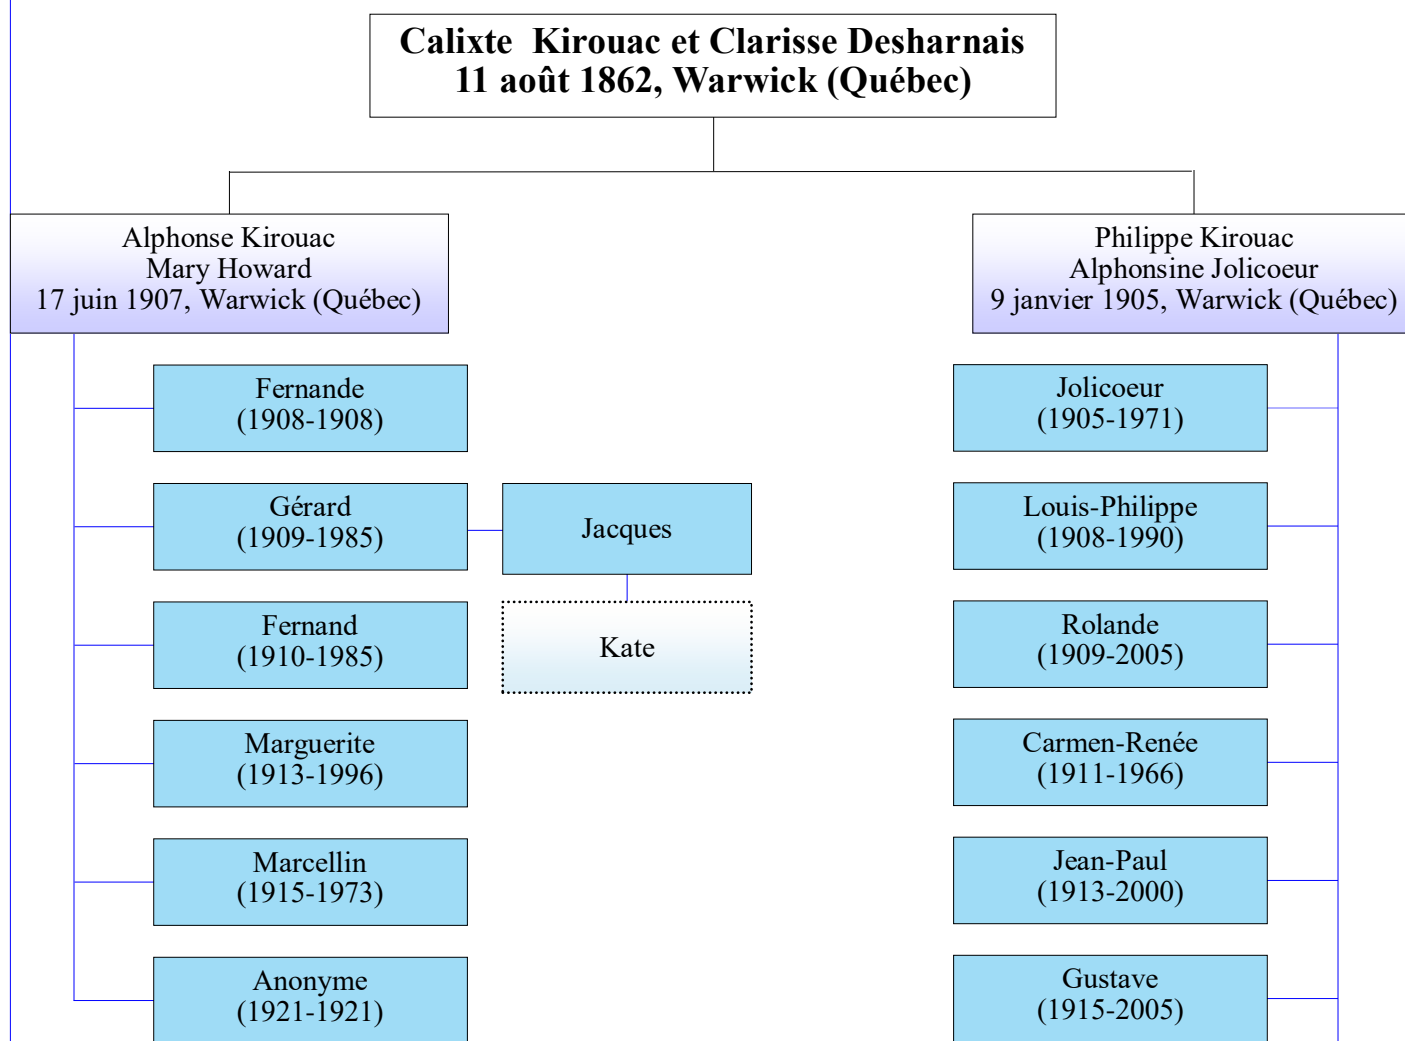 Calixte Kirouac et Clarisse Desharnais
11 août 1862, Warwick (Québec)
Alphonse Kirouac
Mary Howard
17 juin 1907, Warwick (Québec)
Philippe Kirouac
Alphonsine Jolicoeur
9 janvier 1905, Warwick (Québec)
Fernande
(1908-1908)
Gérard
(1909-1985)
Jacques
Fernand
(1910-1985)
Kate
Marguerite
(1913-1996)
Marcellin
(1915-1973)
Anonyme
(1921-1921)
Jolicoeur
(1905-1971)
Louis-Philippe
(1908-1990)
Rolande
(1909-2005)
Carmen-Renée
(1911-1966)
Jean-Paul
(1913-2000)
Gustave
(1915-2005)